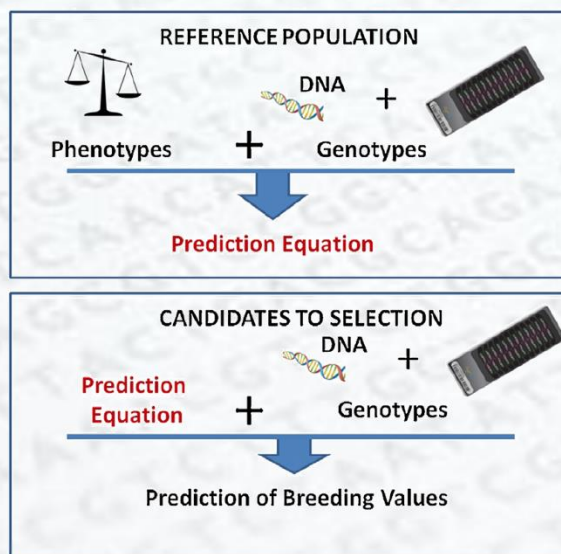 REFERENCE POPULATION
DNA +
Phenotypes + Genotypes
Prediction Equation
CANDIDATES TO SELECTION
DNA +
Prediction
Equation + Genotypes
Prediction of Breeding Values